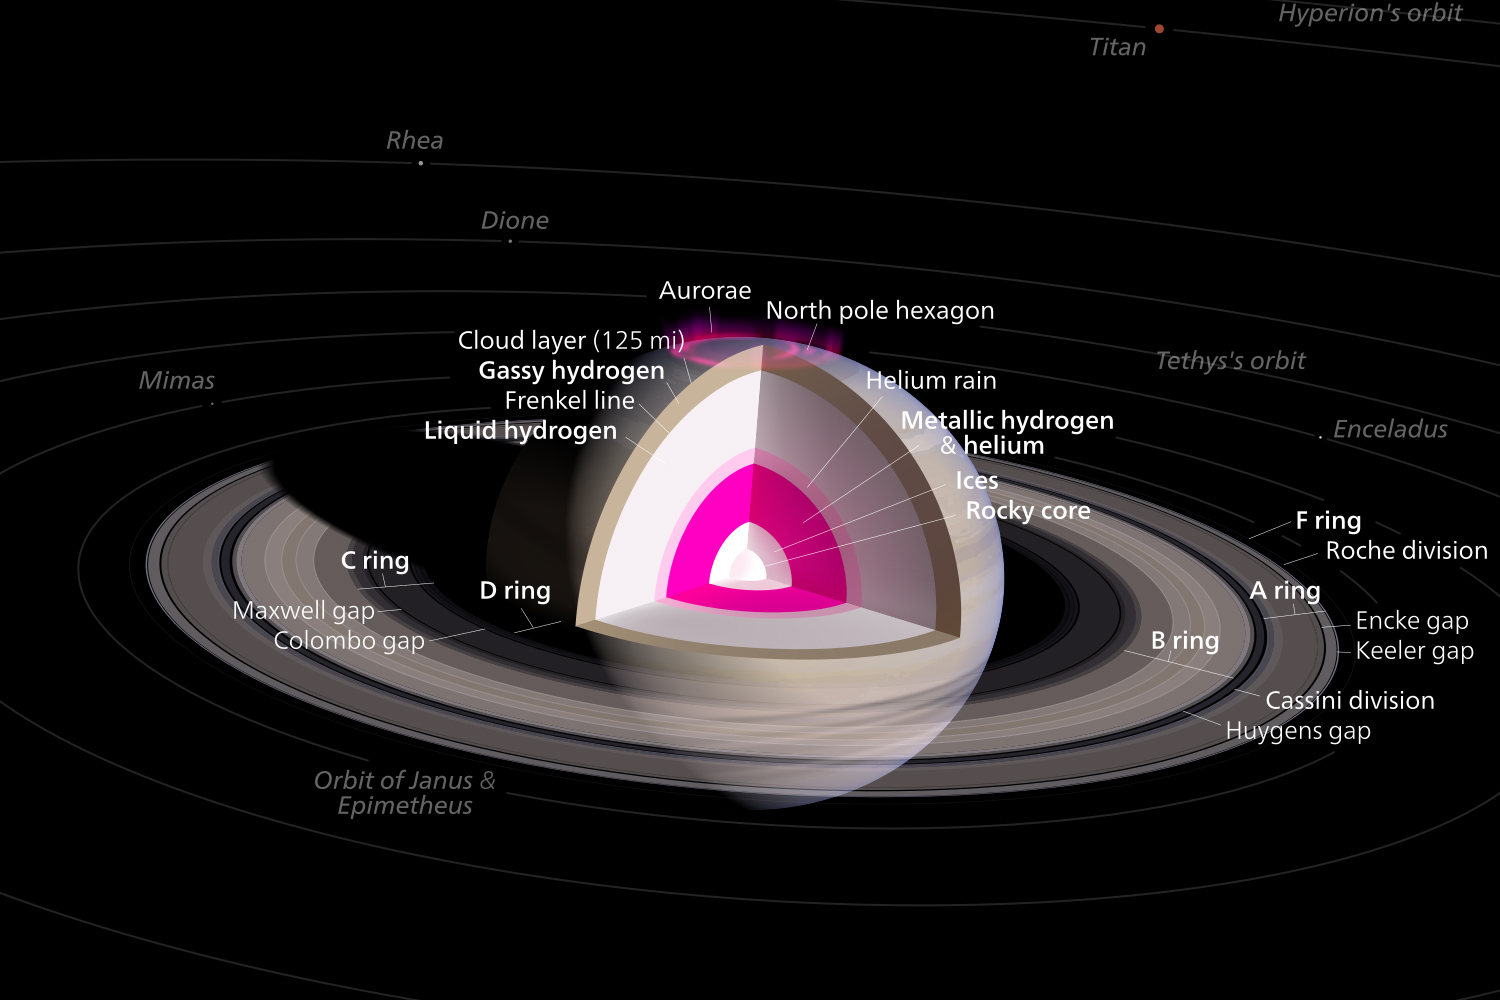 Hyperion's orbit
Titan
Rhea
Dione
Aurorae
North pole hexagon
Cloud layer (125 mi)
Gassy hydrogen
Frenkel line
Liquid hydrogen
Helium rain
Metallic hydrogen
& helium
Ices
Rocky core
Tethys's orbit
Mimas
Enceladus
F ring
Roche division
A ring
Encke gap
Keeler gap
B ring
Cassini division
Huygens gap
C ring
D ring
Maxwell gap
Colombo gap
Orbit of Janus &
Epimetheus